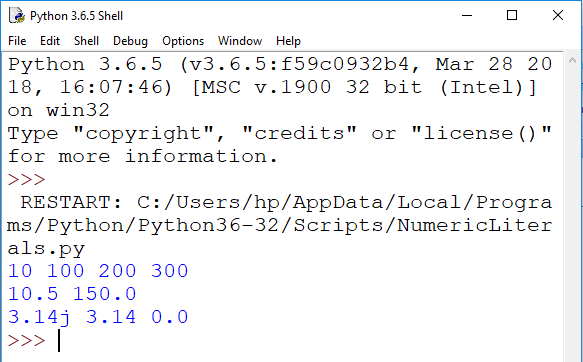 Python 3.6.5 Shell
File Edit Shell Debug Options Window Help
Python 3.6.5 (v3.6.5:f59c0932b4, Mar 28 20
18, 16:07:46) [MSC v.1900 32 bit (Intel)]
on win32
Type "copyright", "credits" or "license()"
for more information.
>>>
RESTART: C:/Users/hp/AppData/Local/Progra
ms/Python/Python36-32/Scripts/NumericLiter
als.py
10 100 200 300
10.5 150.0
3.14j 3.14 0.0
>>>